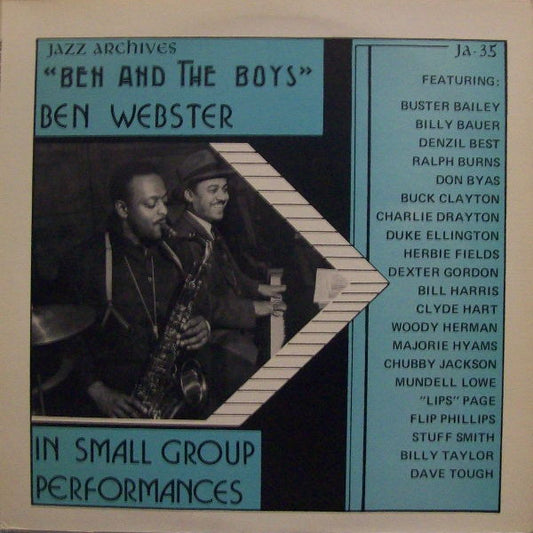 JAZZ ARCHIVES
JA-35
"BEN AND THE BOYS"
BEN WEBSTER
FEATURING:
BUSTER BAILEY
BILLY BAUER
DENZIL BEST
RALPH BURNS
DON BYAS
BUCK CLAYTON
CHARLIE DRAYTON
DUKE ELLINGTON
HERBIE FIELDS
DEXTER GORDON
BILL HARRIS
CLYDE HART
WOODY HERMAN
MAJORIE HYAMS
CHUBBY JACKSON
MUNDELL LOWE
"LIPS" PAGE
FLIP PHILLIPS
STUFF SMITH
BILLY TAYLOR
DAVE TOUGH
IN SMALL GROUP
PERFORMANCES